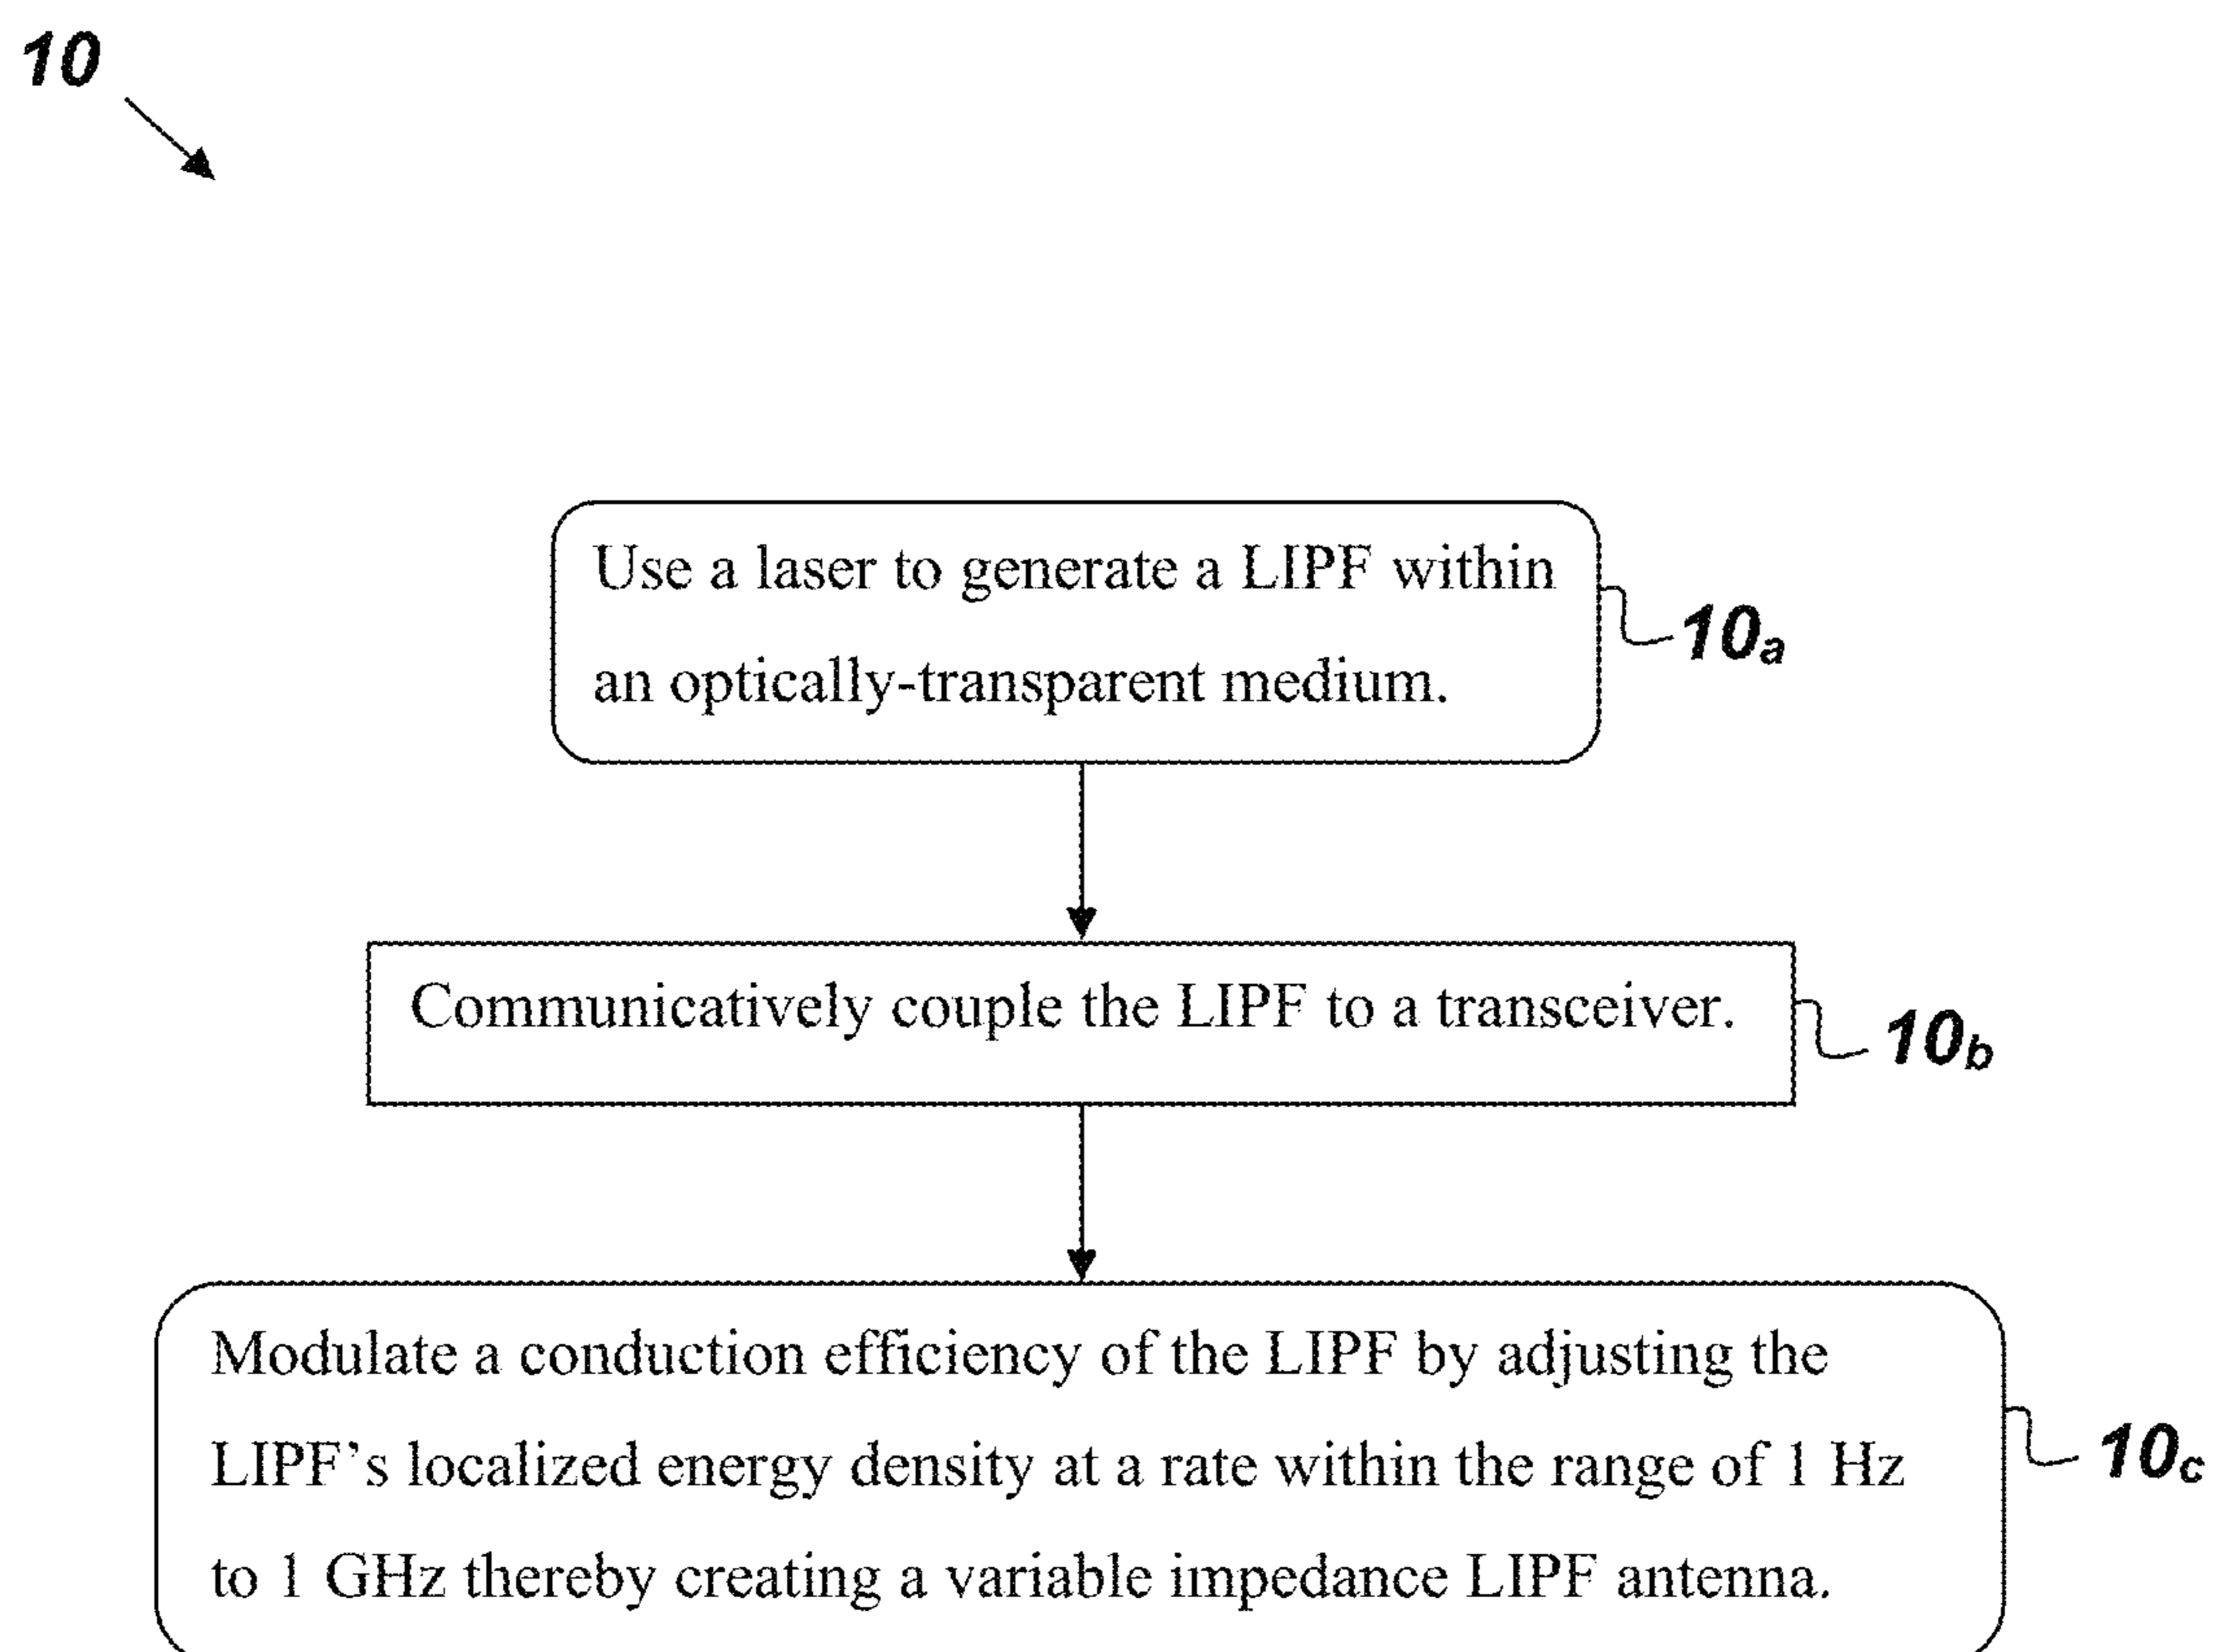 10
Use a laser to generate a LIPF within
an optically-transparent medium.
10a
Communicatively couple the LIPF to a transceiver.
10b
Modulate a conduction efficiency of the LIPF by adjusting the
LIPF’s localized energy density at a rate within the range of 1 Hz
to 1 GHz thereby creating a variable impedance LIPF antenna.
10c